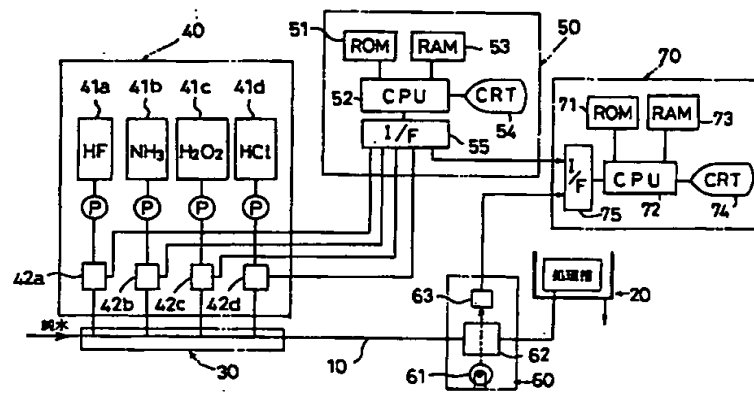 40
41a 41b 41c 41d
HF NH₃ H₂O₂ HCl
P P P P
42a 42b 42c 42d
純水
30
10
51 ROM RAM 53 50
52 CPU CRT 54
I/F 55
70
71 ROM RAM 73
I/F CPU CRT
75 72 74
63
62
61 60
処理槽
20